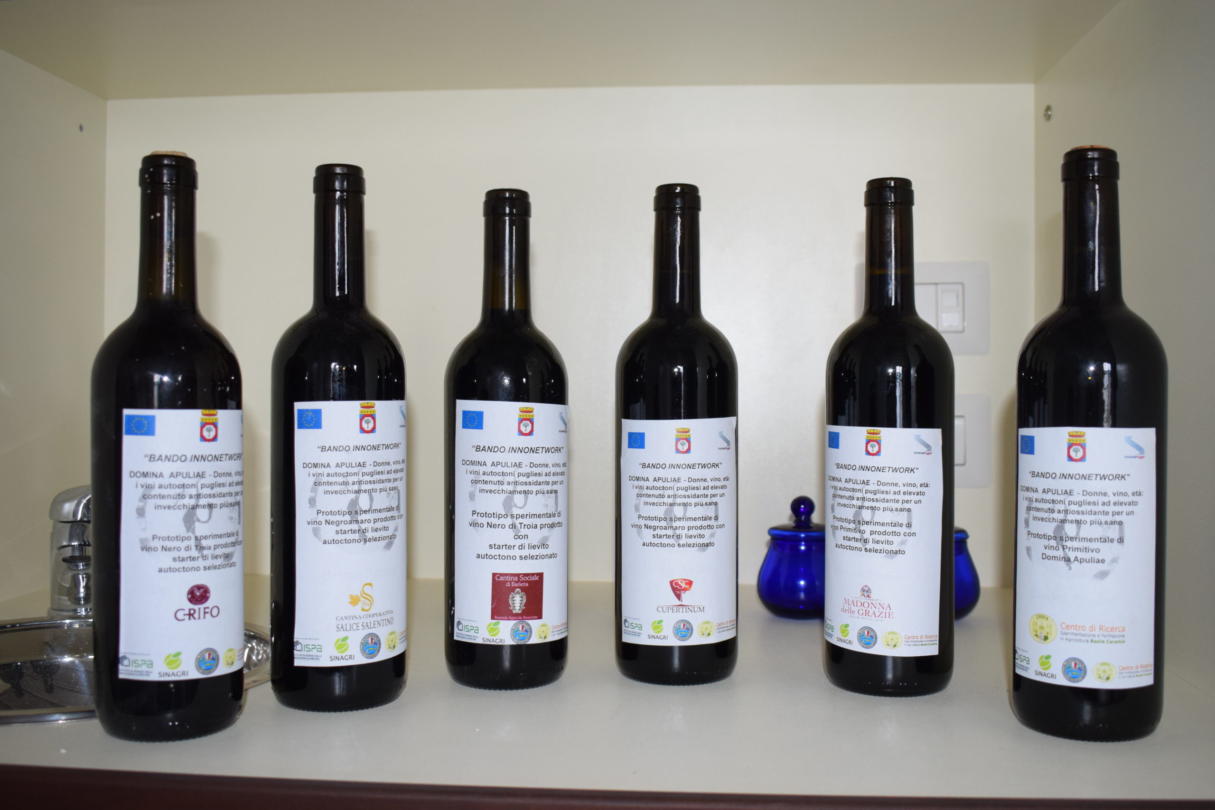 "BANDO INNONETWORK"
DOMINA APULIAE - Donne, vino, età
i vini autoctoni pugliesi ad elevato
contenuto antiossidante per un
invecchiamento più sano
Prototipo sperimentale di
vino Nero di Troia prodotto con
starter di lievito
autoctono selezionato
CRIFO
ISPA
SINAGRI
"BANDO INNONETWORK"
DOMINA APULIAE - Donne, vino, età
i vini autoctoni pugliesi ad elevato
contenuto antiossidante per un
invecchiamento più sano
Prototipo sperimentale di
vino Negroamaro prodotto con
starter di lievito
autoctono selezionato
S
CANTINA COOPERATIVA
SALICE SALENTINO
ISPA
SINAGRI
"BANDO INNONETWORK"
DOMINA APULIAE - Donne, vino, età:
i vini autoctoni pugliesi ad elevato
contenuto antiossidante per un
invecchiamento più sano
Prototipo sperimentale di
vino Nero di Troia prodotto
con
starter di lievito
autoctono selezionato
Cantina Sociale
di Barletta
ISPA
SINAGRI
"BANDO INNONETWORK"
DOMINA APULIAE - Donne, vino, età:
i vini autoctoni pugliesi ad elevato
contenuto antiossidante per un
invecchiamento più sano
Prototipo sperimentale di
vino Negroamaro prodotto con
starter di lievito
autoctono selezionato
CSC
CUPERTINUM
ISPA
SINAGRI
"BANDO INNONETWORK"
DOMINA APULIAE - Donne, vino, età:
i vini autoctoni pugliesi ad elevato
contenuto antiossidante per un
invecchiamento più sano
Prototipo sperimentale di
vino Primitivo prodotto con
starter di lievito
autoctono selezionato
MADONNA
delle GRAZIE
ISPA
SINAGRI
"BANDO INNONETWORK"
DOMINA APULIAE - Donne, vino, età:
i vini autoctoni pugliesi ad elevato
contenuto antiossidante per un
invecchiamento più sano
Prototipo sperimentale di
vino Primitivo
Domina Apuliae
Centro di Ricerca
Sperimentazione e formazione
in Agricoltura Basile Caramia
ISPA
SINAGRI
Centro di Ricerca